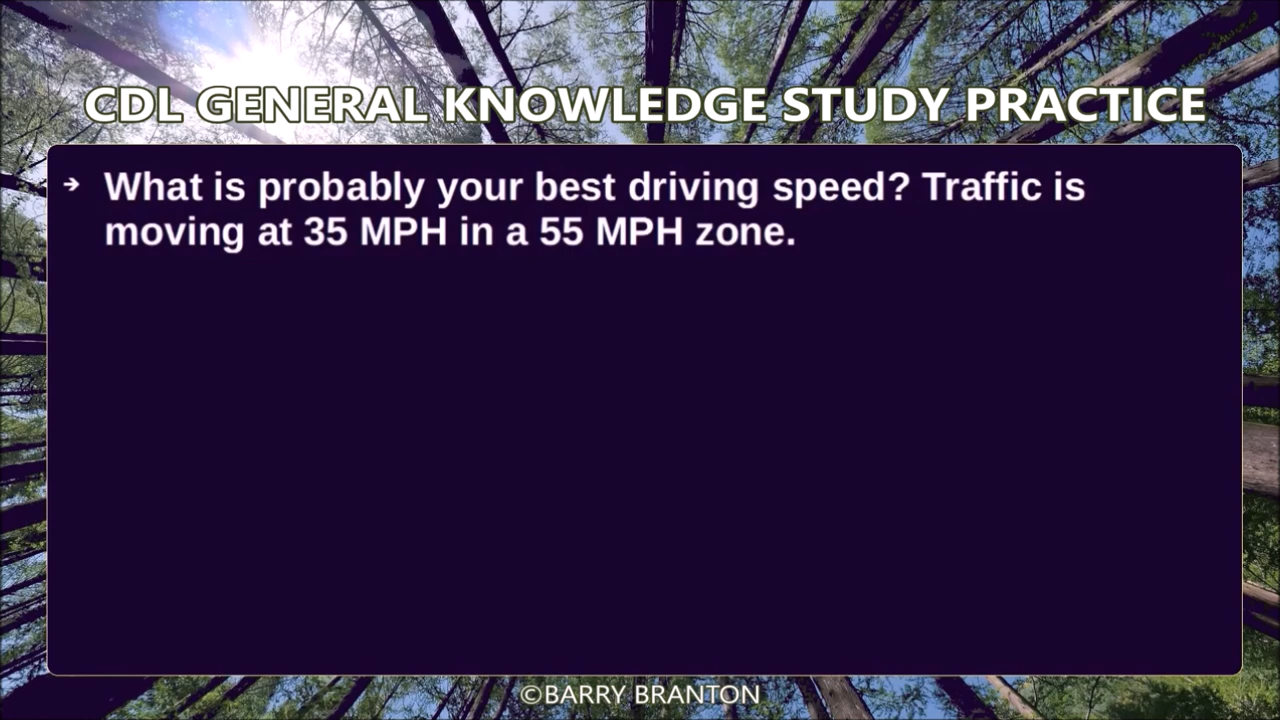 CDL GENERAL KNOWLEDGE STUDY PRACTICE
➔ What is probably your best driving speed? Traffic is
moving at 35 MPH in a 55 MPH zone.
©BARRY BRANTON